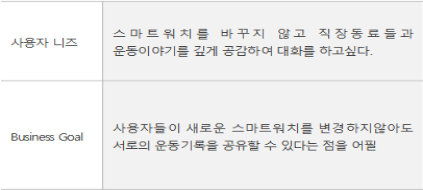 사용자 니즈
스마트워치를 바꾸지 않고 직장동료들과
운동이야기를 깊게 공감하여 대화를 하고싶다.
Business Goal
사용자들이 새로운 스마트워치를 변경하지않아도
서로의 운동기록을 공유할 수 있다는 점을 어필